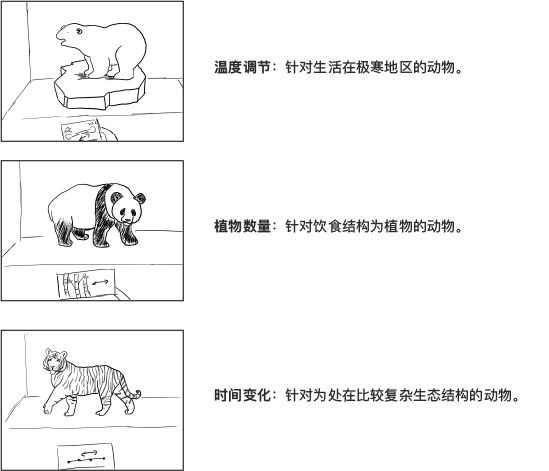 温度调节：针对生活在极寒地区的动物。
植物数量：针对饮食结构为植物的动物。
时间变化：针对为处在比较复杂生态结构的动物。